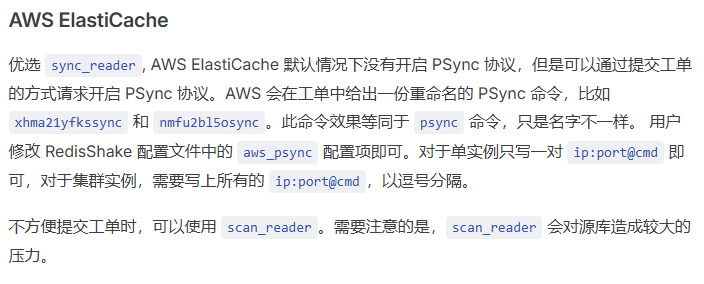 AWS ElastiCache
优选 sync_reader, AWS ElastiCache 默认情况下没有开启 PSync 协议，但是可以通过提交工单
的方式请求开启 PSync 协议。AWS 会在工单中给出一份重命名的 PSync 命令，比如
xhma21yfkssync 和 nmfu2bl5osync。此命令效果等同于 psync 命令，只是名字不一样。 用户
修改 RedisShake 配置文件中的 aws_psync 配置项即可。对于单实例只写一对 ip:port@cmd 即
可，对于集群实例，需要写上所有的 ip:port@cmd，以逗号分隔。
不方便提交工单时，可以使用 scan_reader。需要注意的是，scan_reader 会对源库造成较大的
压力。